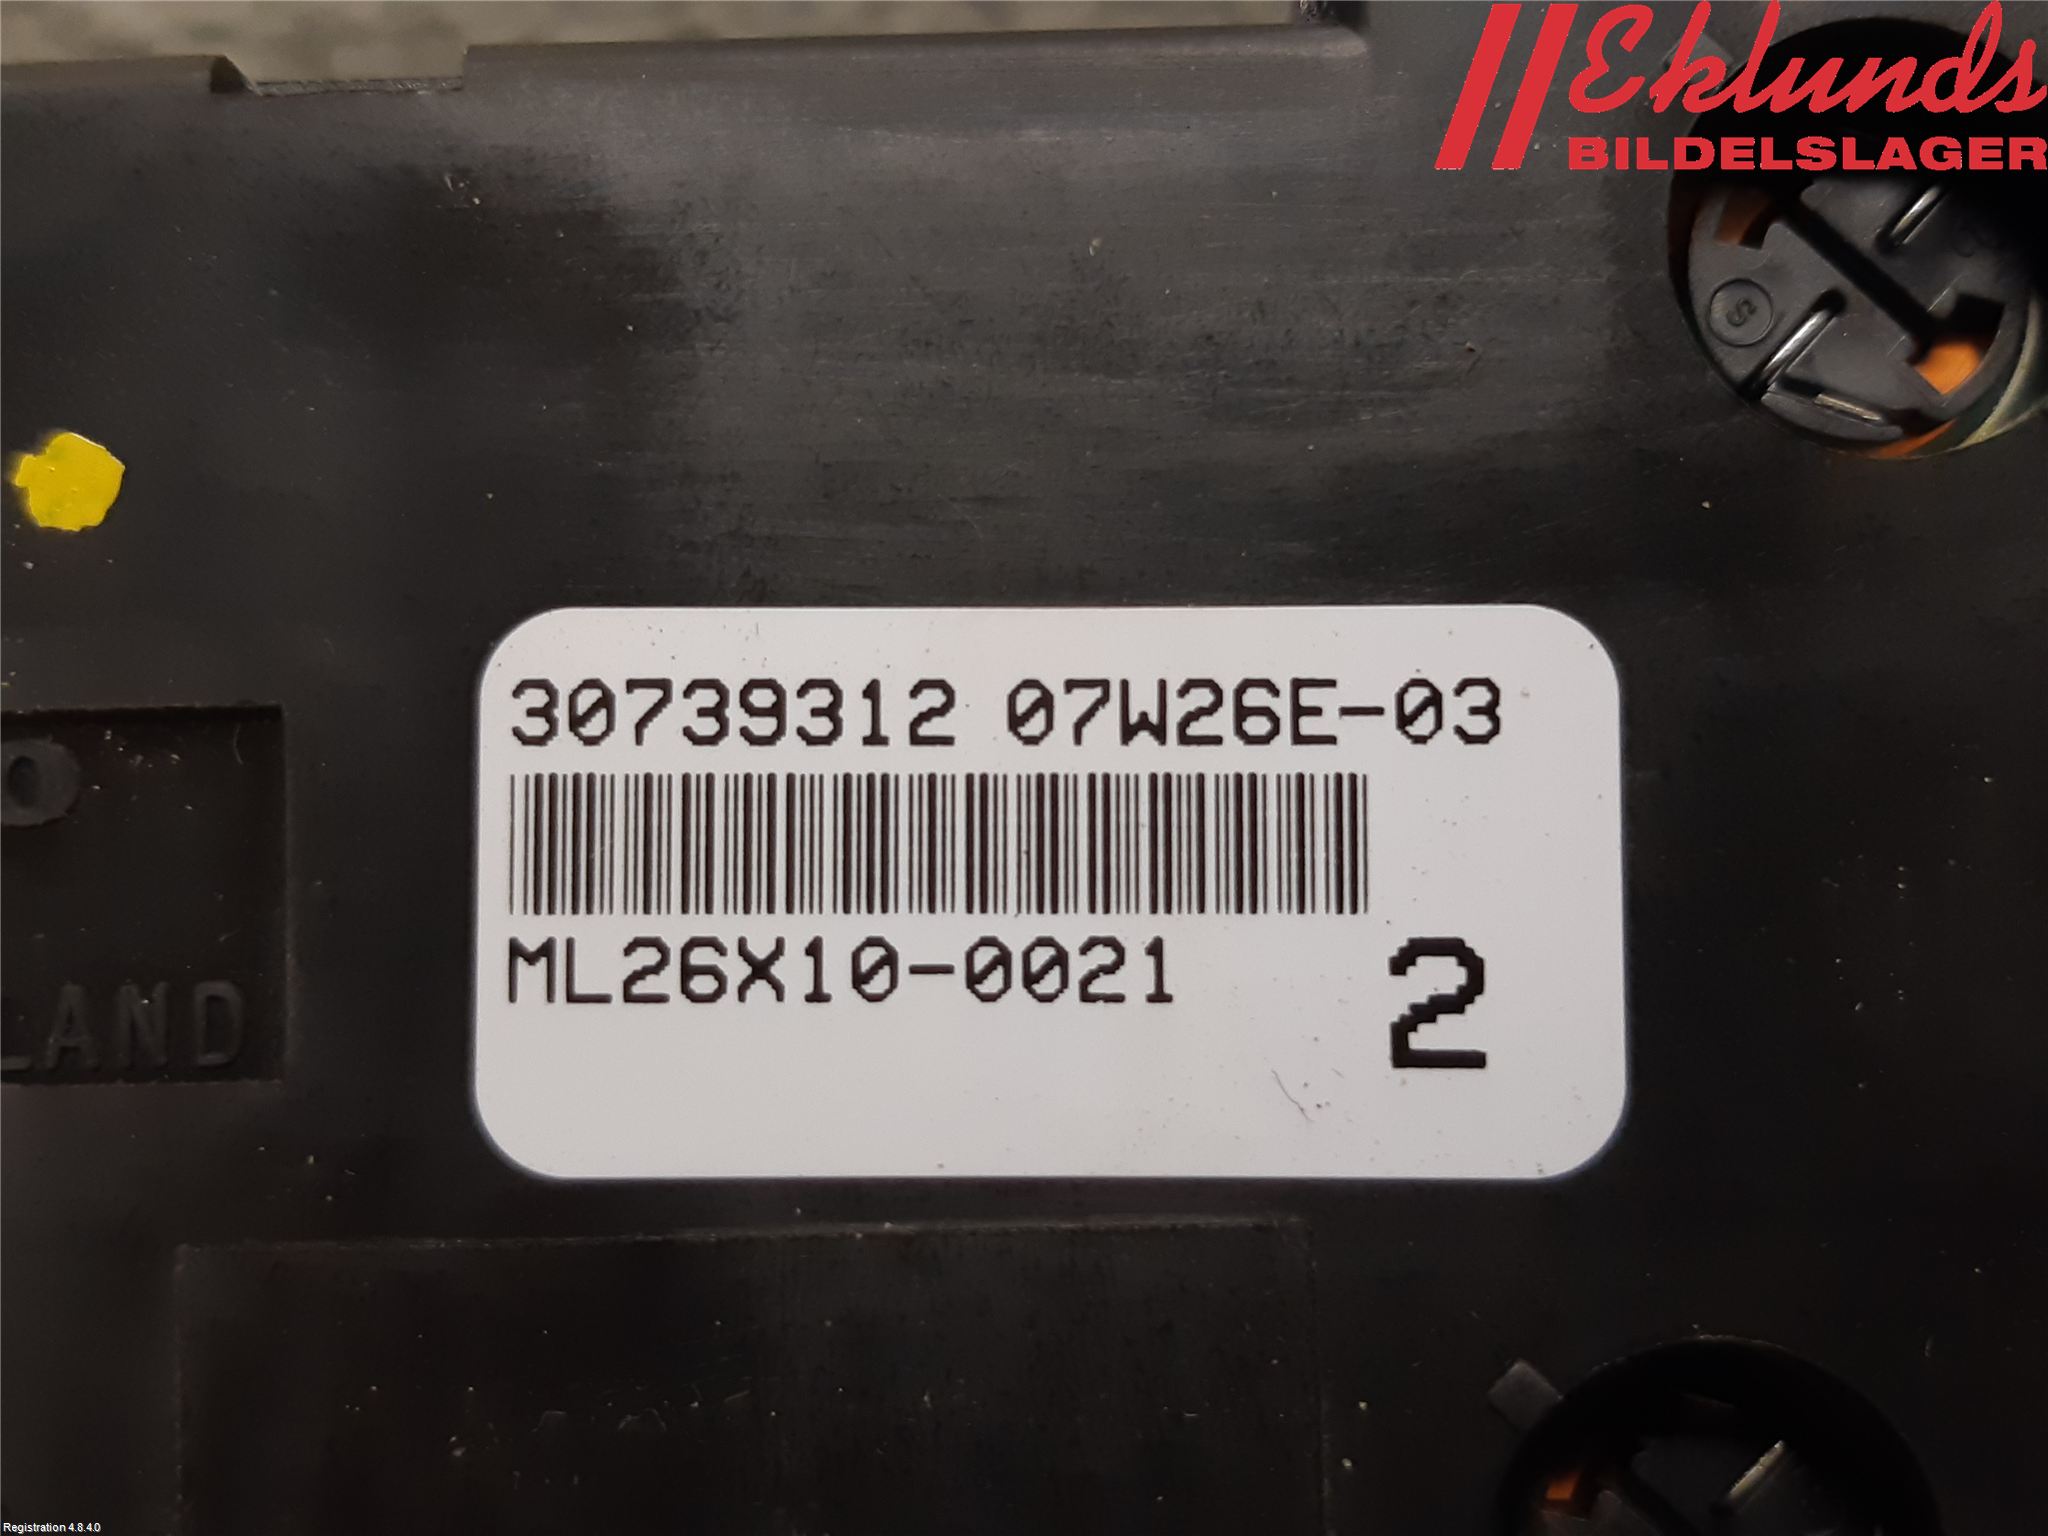 Eklunds
BILDELSLAGER
S
30739312 07W26E-03
O
ML26X10-0021
2
LAND
Registration 4.8.4.0